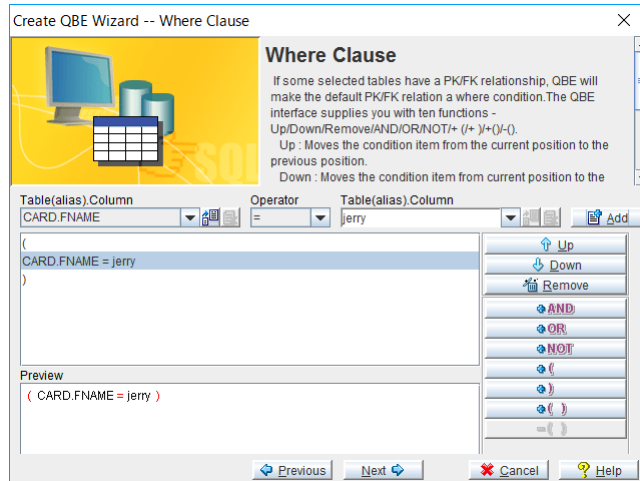 Create QBE Wizard -- Where Clause
Where Clause
If some selected tables have a PK/FK relationship, QBE will
make the default PK/FK relation a where condition.The QBE
interface supplies you with ten functions -
Up/Down/Remove/AND/OR/NOT/+ (/+ )/+()/-().
Up : Moves the condition item from the current position to the
previous position.
Down : Moves the condition item from current position to the
SQL
Table(alias).Column Operator Table(alias).Column
CARD.FNAME = jerry Add
(
CARD.FNAME = jerry
)
Up
Down
Remove
AND
OR
NOT
(
)
( )
( )
Preview
( CARD.FNAME = jerry )
Previous Next Cancel Help